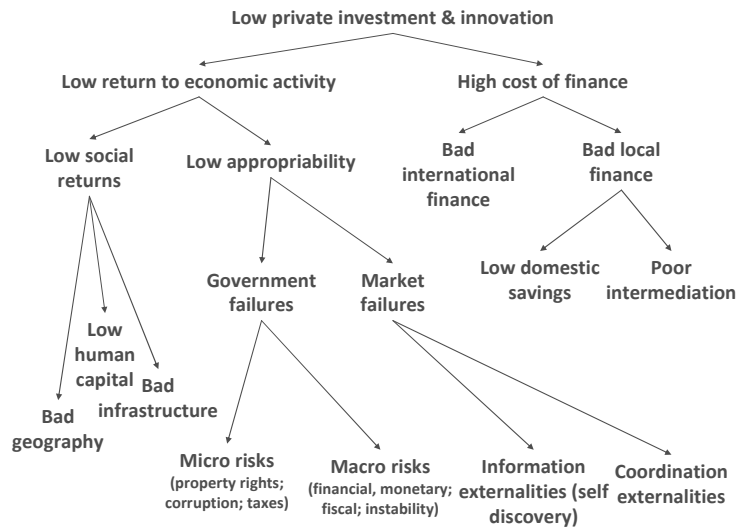 Low private investment & innovation
Low return to economic activity
High cost of finance
Low social
returns
Low appropriability
Bad
international
finance
Bad local
finance
Government
failures
Market
failures
Low domestic
savings
Poor
intermediation
Low
human
capital
Bad
infrastructure
Bad
geography
Micro risks
(property rights;
corruption; taxes)
Macro risks
(financial, monetary;
fiscal; instability)
Information
externalities (self
discovery)
Coordination
externalities